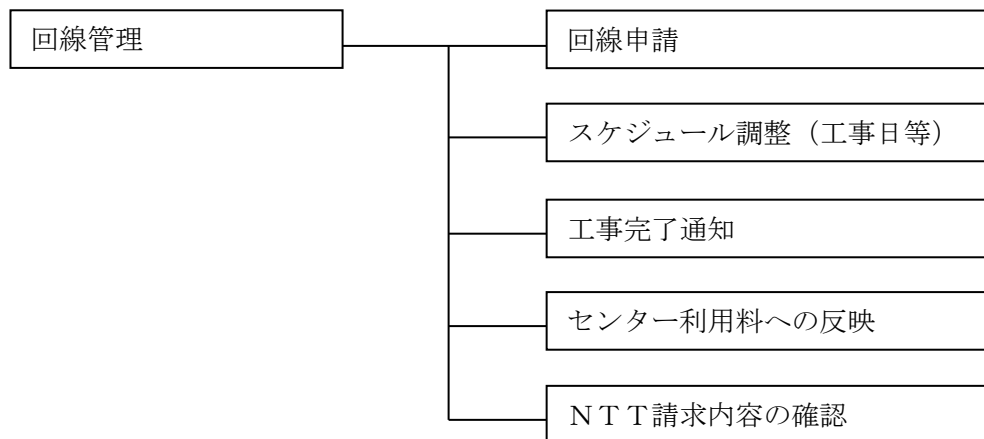 回線管理
回線申請
スケジュール調整（工事日等）
工事完了通知
センター利用料への反映
ＮＴＴ請求内容の確認